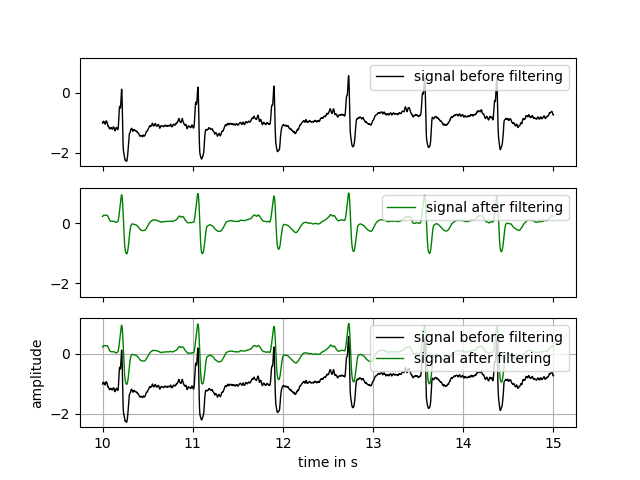 signal before filtering
0
−2
signal after filtering
0
−2
signal before filtering
signal after filtering
0
−2
amplitude
10 11 12 13 14 15
time in s